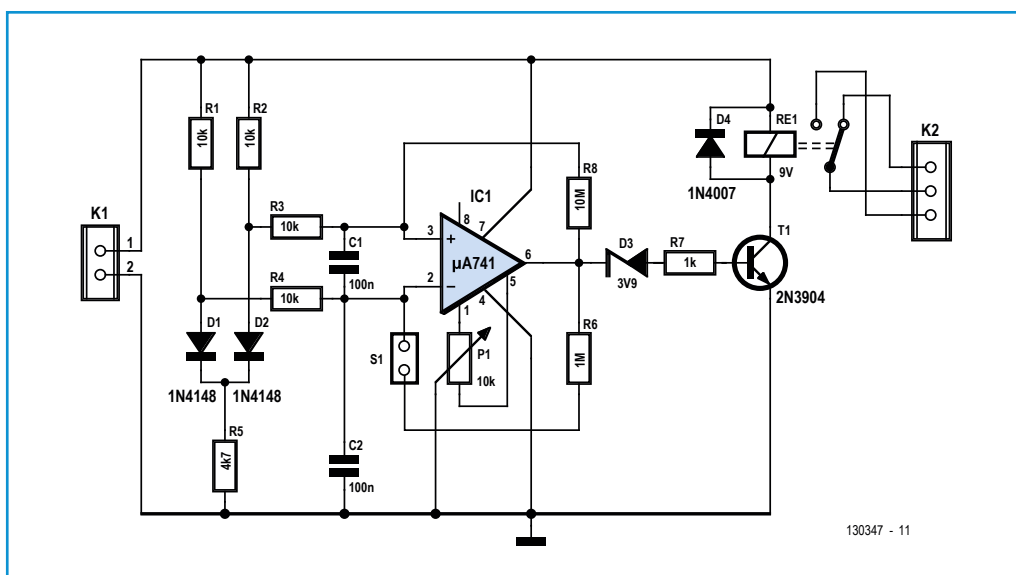 R1
10k
R2
10k
D4
1N4007
RE1
9V
K2
K1
1
2
R3
10k
C1
100n
R4
10k
IC1
8
7
3
+
µA741
6
2
−
4
5
1
R8
10M
D3
3V9
R7
1k
T1
2N3904
D1
1N4148
D2
1N4148
S1
P1
10k
R6
1M
R5
4k7
C2
100n
130347 - 11